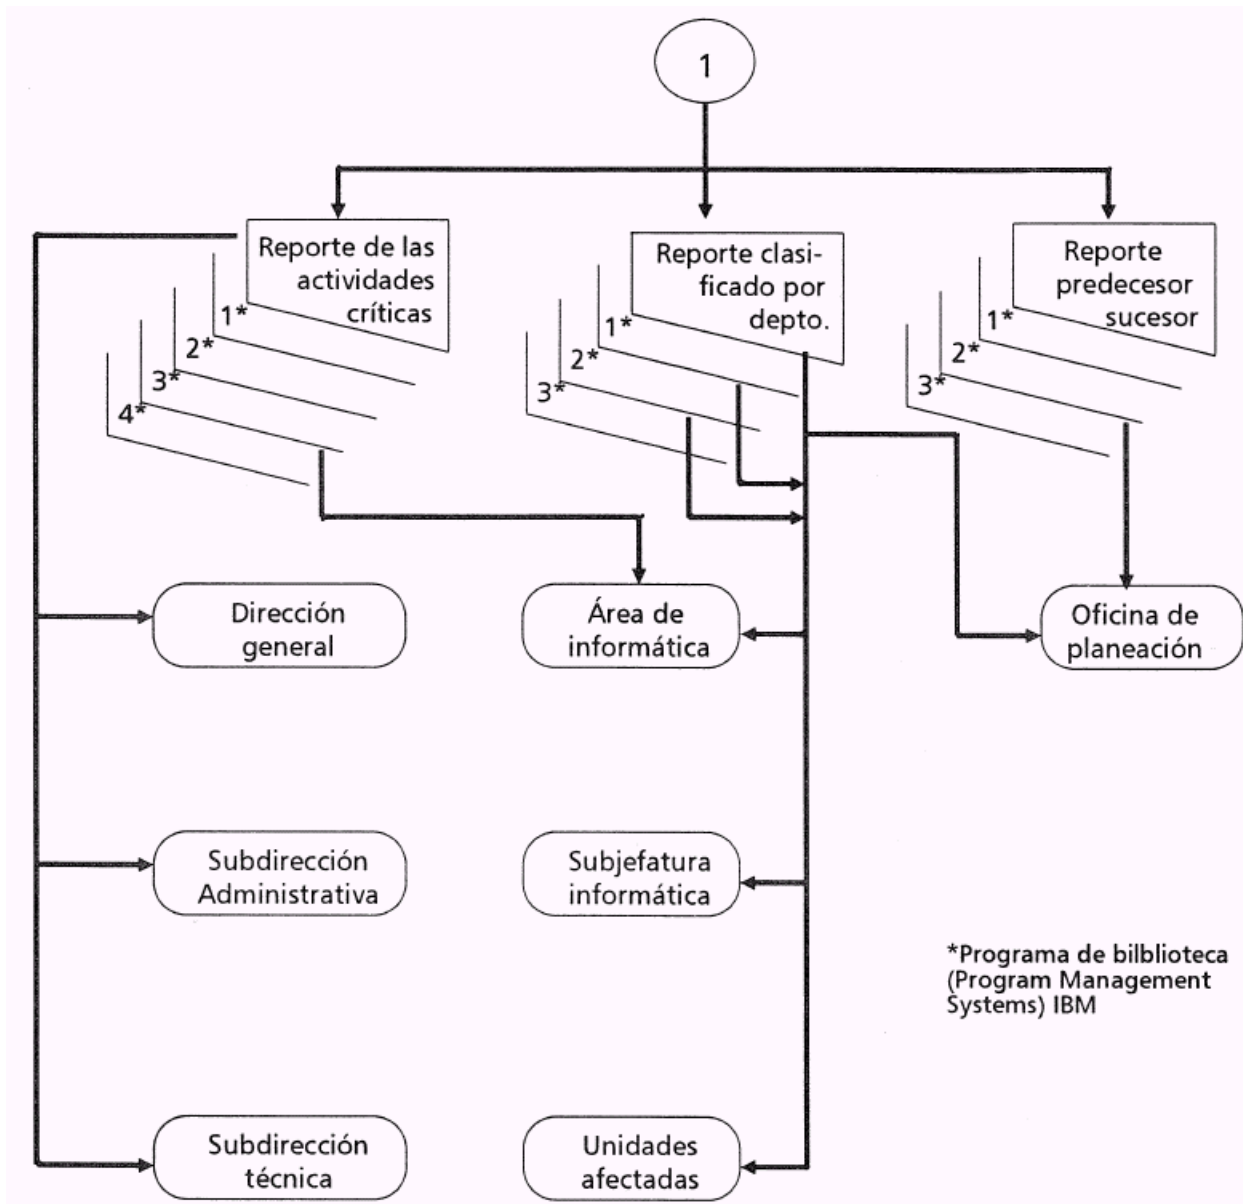 1
Reporte de las
actividades
críticas
1*
2*
3*
4*
Reporte clasi-
ficado por
depto.
1*
2*
3*
Reporte
predecesor
sucesor
1*
2*
3*
Dirección
general
Área de
informática
Oficina de
planeación
Subdirección
Administrativa
Subjefatura
informática
*Programa de bilblioteca
(Program Management
Systems) IBM
Subdirección
técnica
Unidades
afectadas